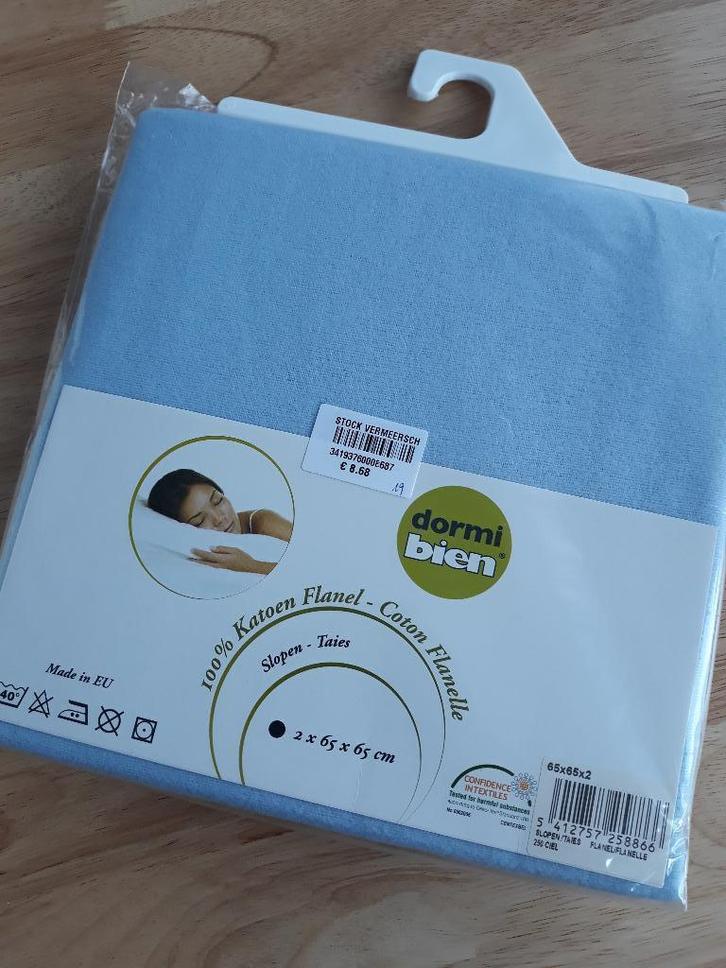 STOCK VERMEERSCH
34193760008687
€ 8.68
19
dormi
bien®
100% Katoen Flanel - Coton Flanelle
Slopen - Taies
2 x 65 x 65 cm
Made in EU
40°
CONFIDENCE
IN TEXTILES
Tested for harmful substances
CENTEXBEL
65x65x2
5 412757 258866
SLOPEN/TAIES FLANEL/FLANELLE
250 CIEL